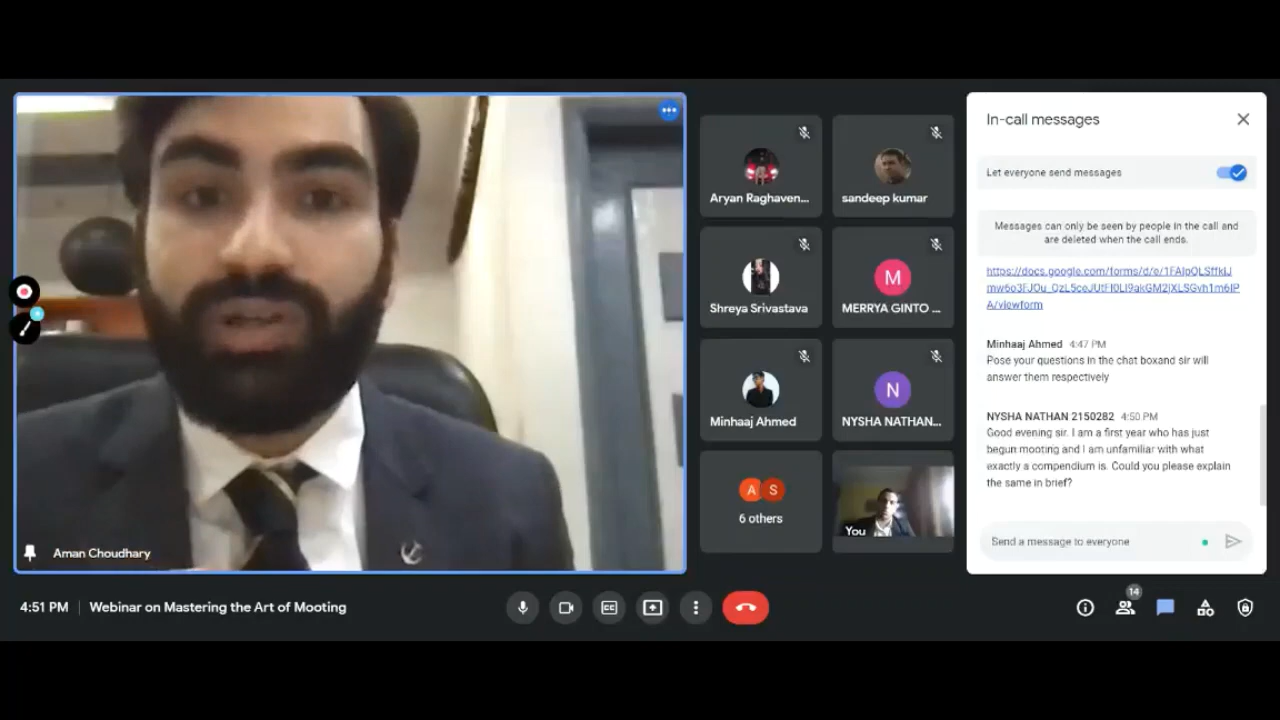 Aman Choudhary
4:51 PM
Webinar on Mastering the Art of Mooting
Aryan Raghaven...
sandeep kumar
Shreya Srivastava
MERRYA GINTO ...
M
Minhaaj Ahmed
NYSHA NATHAN...
N
A S
6 others
You
In-call messages
Let everyone send messages
Messages can only be seen by people in the call and
are deleted when the call ends.
Minhaaj Ahmed 4:47 PM
Pose your questions in the chat boxand sir will
answer them respectively
NYSHA NATHAN 2150282 4:50 PM
Good evening sir. I am a first year who has just
begun mooting and I am unfamiliar with what
exactly a compendium is. Could you please explain
the same in brief?
Send a message to everyone
CC
14